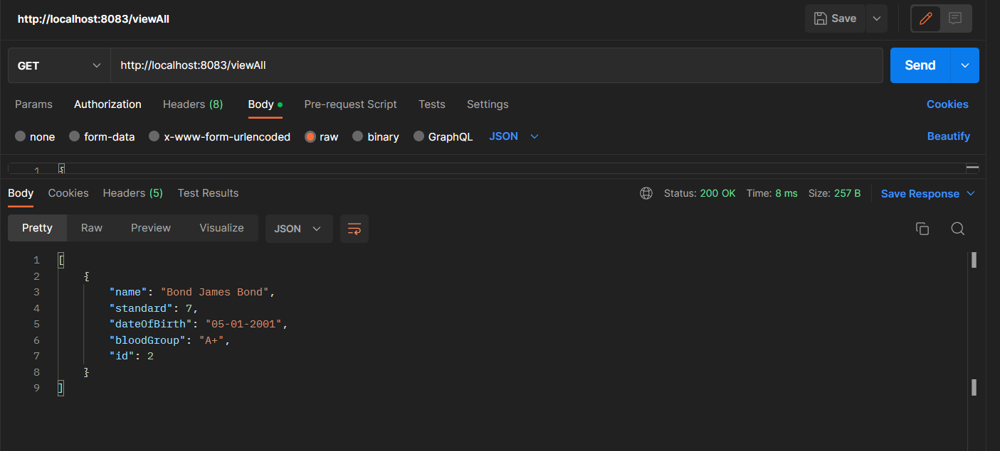 http://localhost:8083/viewAll
Save
GET http://localhost:8083/viewAll Send
Params Authorization Headers (8) Body Pre-request Script Tests Settings Cookies
none form-data x-www-form-urlencoded raw binary GraphQL JSON Beautify
1 {
Body Cookies Headers (5) Test Results Status: 200 OK Time: 8 ms Size: 257 B Save Response
Pretty Raw Preview Visualize JSON
1 [
2 {
3 "name": "Bond James Bond",
4 "standard": 7,
5 "dateOfBirth": "05-01-2001",
6 "bloodGroup": "A+",
7 "id": 2
8 }
9 ]